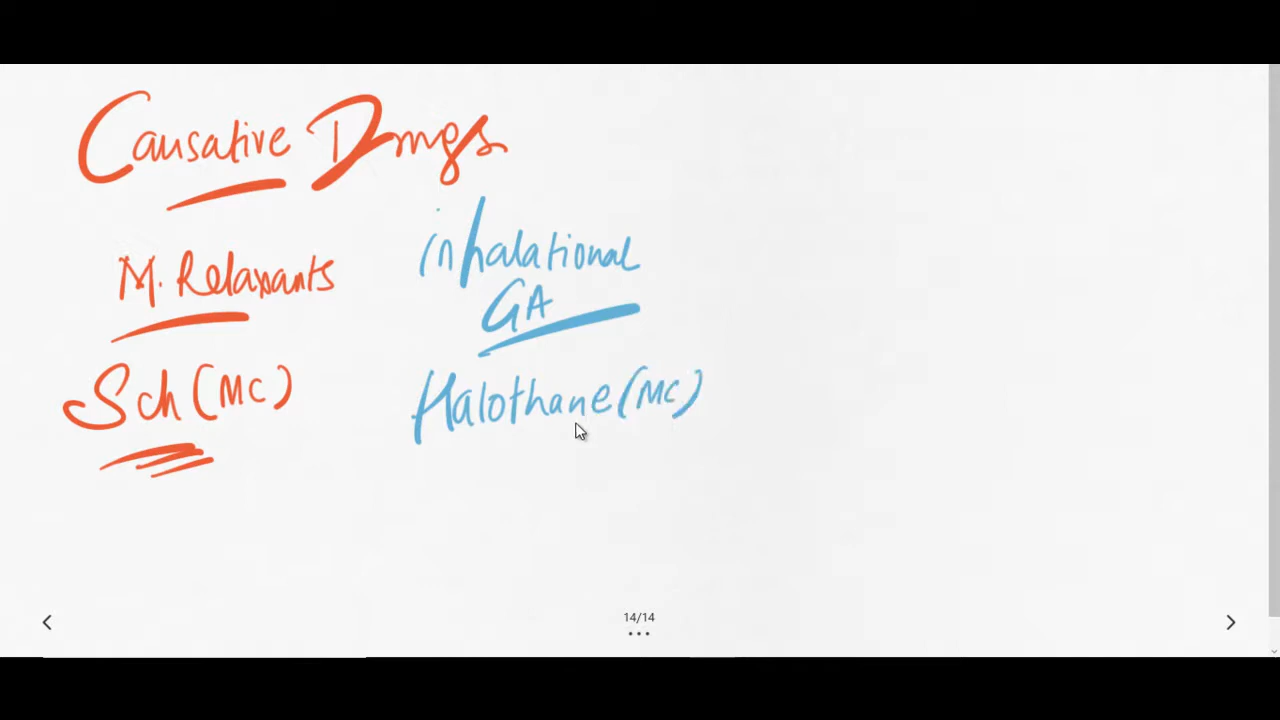 Causative Drugs
M. Relaxants
Sch (MC)
inhalational
GA
Halothane (MC)
14/14